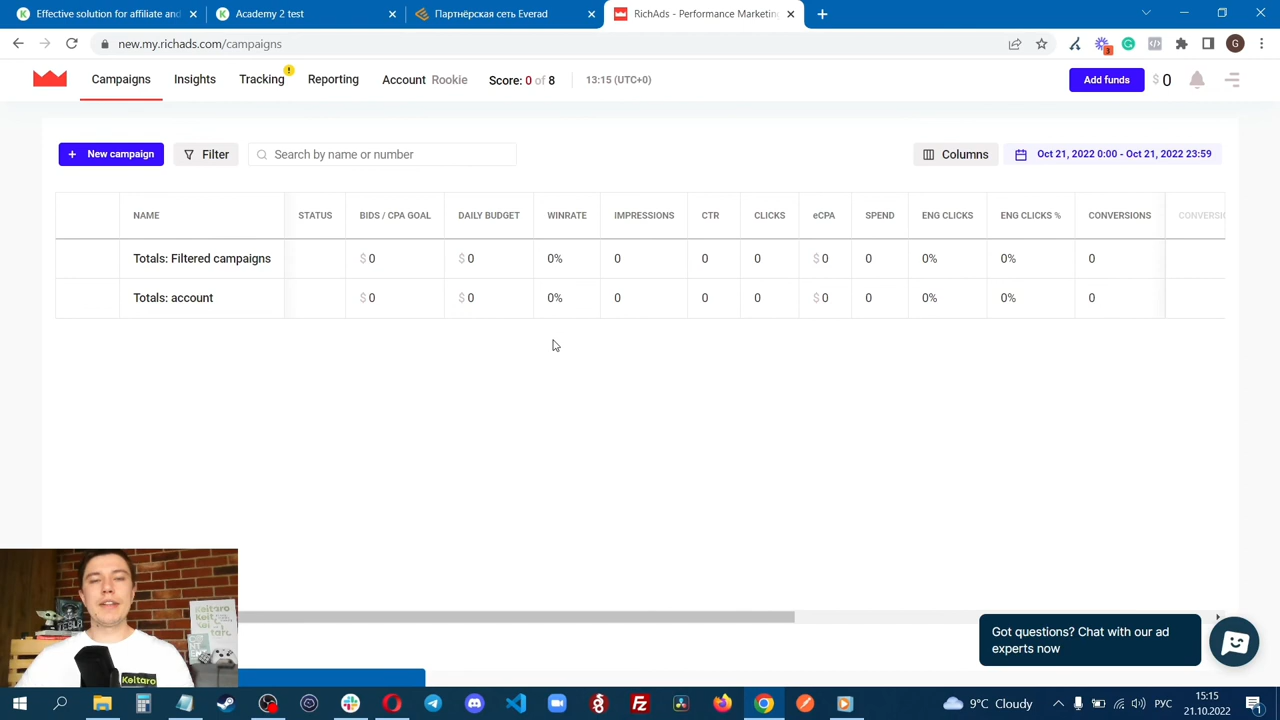 Effective solution for affiliate and
Academy 2 test
Партнёрская сеть Everad
RichAds - Performance Marketing
new.my.richads.com/campaigns
3
G
Campaigns
Insights
Tracking
!
Reporting
Account Rookie
Score: 0 of 8
13:15 (UTC+0)
Add funds
$ 0
+ New campaign
Filter
Search by name or number
Columns
Oct 21, 2022 0:00 - Oct 21, 2022 23:59
NAME STATUS BIDS / CPA GOAL DAILY BUDGET WINRATE IMPRESSIONS CTR CLICKS eCPA SPEND ENG CLICKS ENG CLICKS % CONVERSIONS
Totals: Filtered campaigns $ 0 $ 0 0% 0 0 0 $ 0 0 0% 0% 0
Totals: account $ 0 $ 0 0% 0 0 0 $ 0 0 0% 0% 0
Got questions? Chat with our ad
experts now
Keitaro
Keitaro
9°C Cloudy
РУС
15:15
21.10.2022
1